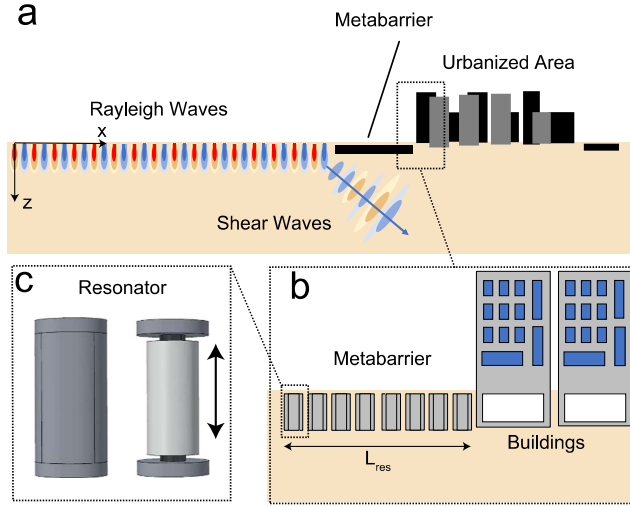 a
Metabarrier
Urbanized Area
Rayleigh Waves
x
z
Shear Waves
c
Resonator
b
Metabarrier
Buildings
L_res